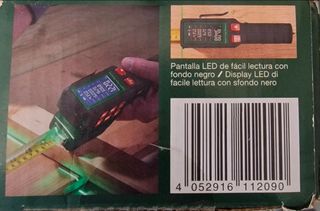 Pantalla LED de fácil lectura con
fondo negro / Display LED di
facile lettura con sfondo nero
4 052916 112090